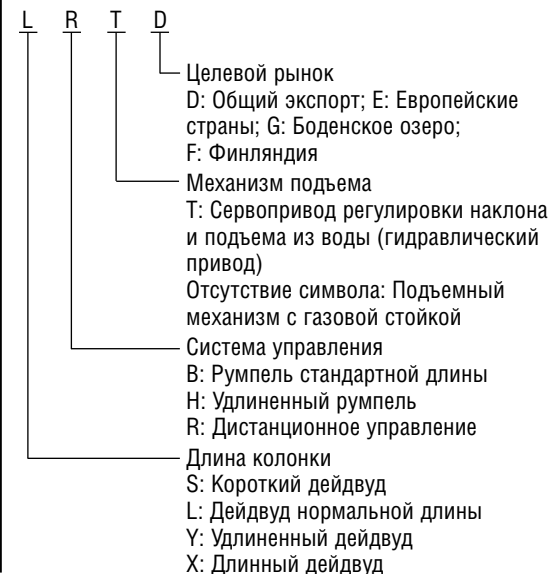 L R T D
Целевой рынок
D: Общий экспорт; E: Европейские
страны; G: Боденское озеро;
F: Финляндия
Механизм подъема
T: Сервопривод регулировки наклона
и подъема из воды (гидравлический
привод)
Отсутствие символа: Подъемный
механизм с газовой стойкой
Система управления
B: Румпель стандартной длины
H: Удлиненный румпель
R: Дистанционное управление
Длина колонки
S: Короткий дейдвуд
L: Дейдвуд нормальной длины
Y: Удлиненный дейдвуд
X: Длинный дейдвуд